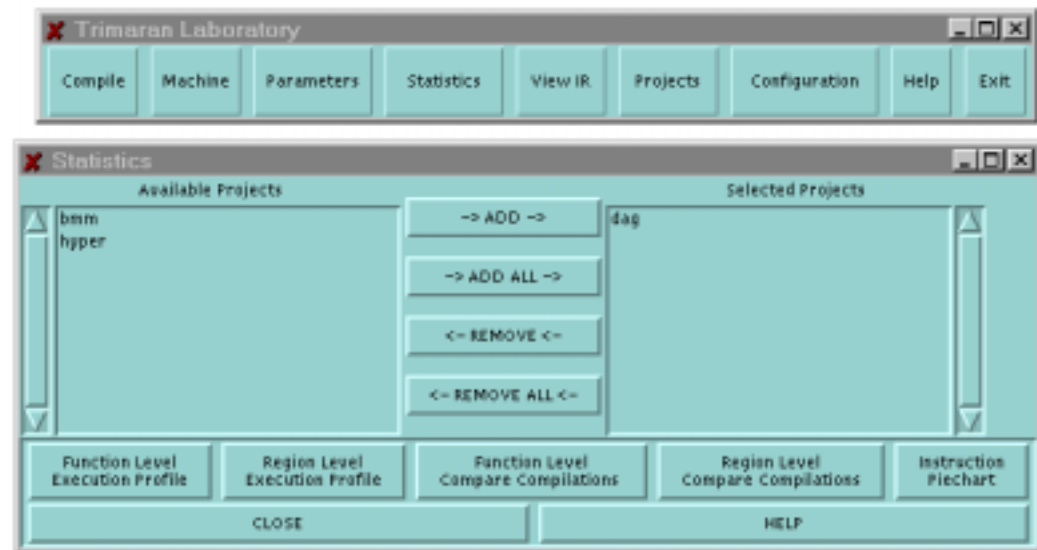 Trimaran Laboratory
Compile Machine Parameters Statistics View IR Projects Configuration Help Exit
Statistics
Available Projects Selected Projects
bmm
hyper
-> ADD ->
-> ADD ALL ->
<- REMOVE <-
<- REMOVE ALL <-
dag
Function Level
Execution Profile
Region Level
Execution Profile
Function Level
Compare Compilations
Region Level
Compare Compilations
Instruction
Piechart
CLOSE HELP